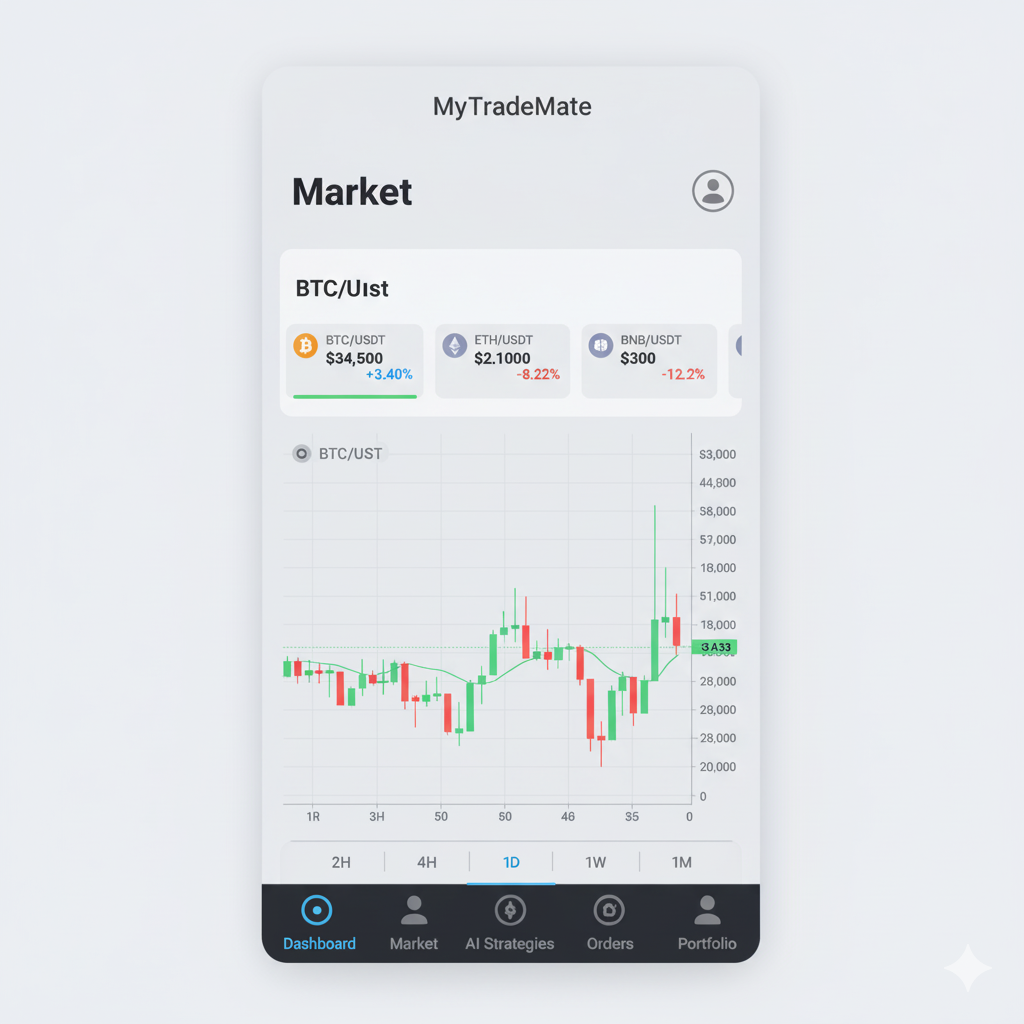 MyTradeMate
Market
BTC/UIst
BTC/USDT
$34,500
+3.40%
ETH/USDT
$2.1000
-8.22%
BNB/USDT
$300
-12.2%
BTC/UST
S3,000
44,800
58,000
57,000
18,000
51,000
18,000
28,000
28,000
28,000
20,000
0
1R 3H 50 50 46 35 0
2H 4H 1D 1W 1M
Dashboard Market AI Strategies Orders Portfolio